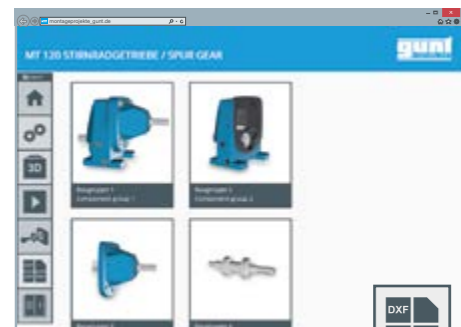 montageprojekte_gunt.de
MT 120 STIRNRADGETRIEBE / SPUR GEAR
gunt
3D
Baugruppe 1
Component group 1
Baugruppe 2
Component group 2
DXF